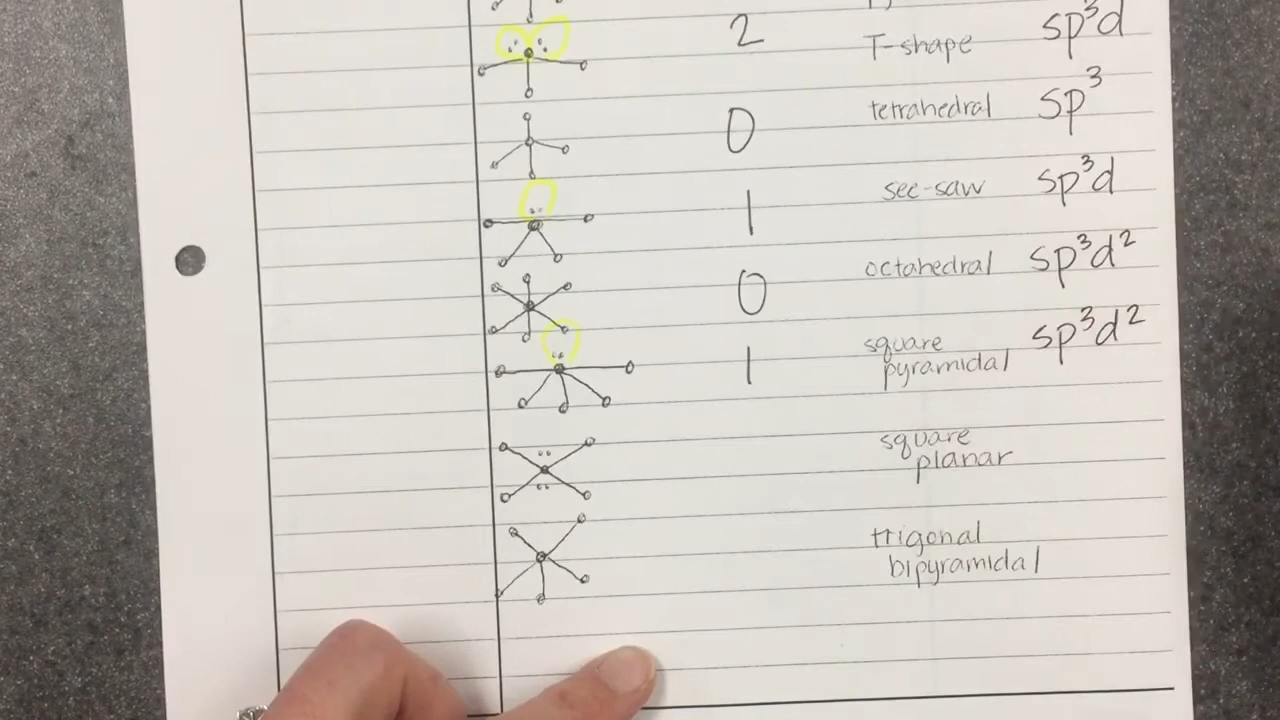 2 T-shape sp³d
0 tetrahedral sp³
1 see-saw sp³d
0 octahedral sp³d²
1 square sp³d²
pyramidal
square
planar
trigonal
bipyramidal